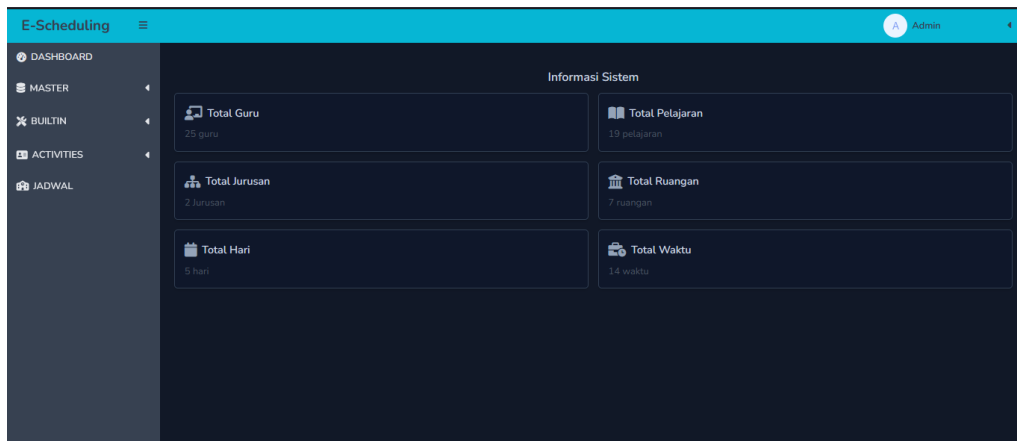 E-Scheduling
A Admin
DASHBOARD
MASTER
BUILTIN
ACTIVITIES
JADWAL
Informasi Sistem
Total Guru
25 guru
Total Pelajaran
19 pelajaran
Total Jurusan
2 Jurusan
Total Ruangan
7 ruangan
Total Hari
5 hari
Total Waktu
14 waktu